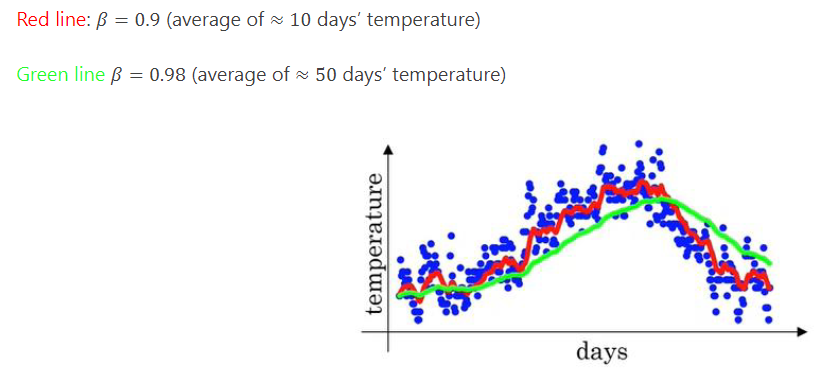 Red line: β = 0.9 (average of ≈ 10 days' temperature)
Green line β = 0.98 (average of ≈ 50 days' temperature)
temperature
days